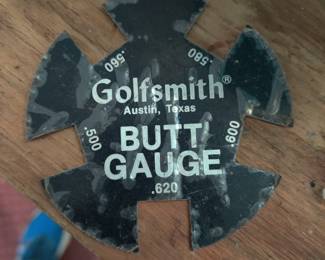 .560
.580
Golfsmith®
Austin, Texas
.500
.600
BUTT
GAUGE
.620